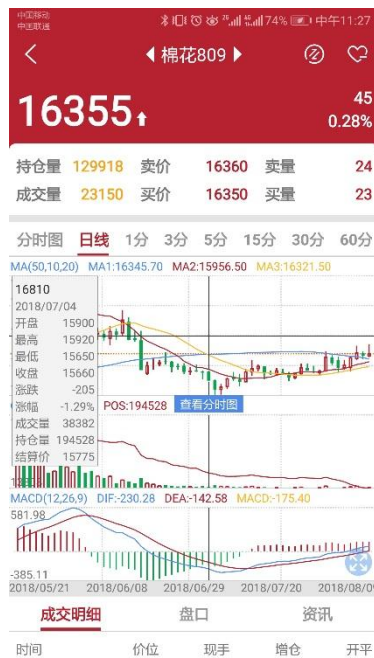 中国移动
中国联通
74% 中午11:27
棉花809
16355
45
0.28%
持仓量 129918 卖价 16360 卖量 24
成交量 23150 买价 16350 买量 23
分时图 日线 1分 3分 5分 15分 30分 60分
MA(50,10,20) MA1:16345.70 MA2:15956.50 MA3:16321.50
16810
2018/07/04
开盘 15900
最高 15920
最低 15650
收盘 15660
涨跌 -205
涨幅 -1.29%
成交量 38382
持仓量 194528
结算价 15775
POS:194528 查看分时图
MACD(12,26,9) DIF:-230.28 DEA:-142.58 MACD:-175.40
581.98
-385.11
2018/05/21 2018/06/08 2018/06/29 2018/07/20 2018/08/09
成交明细 盘口 资讯
时间 价位 现手 增仓 开平